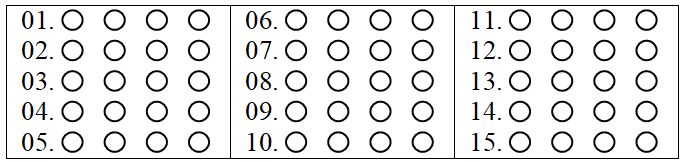 01. ○ ○ ○ ○
02. ○ ○ ○ ○
03. ○ ○ ○ ○
04. ○ ○ ○ ○
05. ○ ○ ○ ○
06. ○ ○ ○ ○
07. ○ ○ ○ ○
08. ○ ○ ○ ○
09. ○ ○ ○ ○
10. ○ ○ ○ ○
11. ○ ○ ○ ○
12. ○ ○ ○ ○
13. ○ ○ ○ ○
14. ○ ○ ○ ○
15. ○ ○ ○ ○